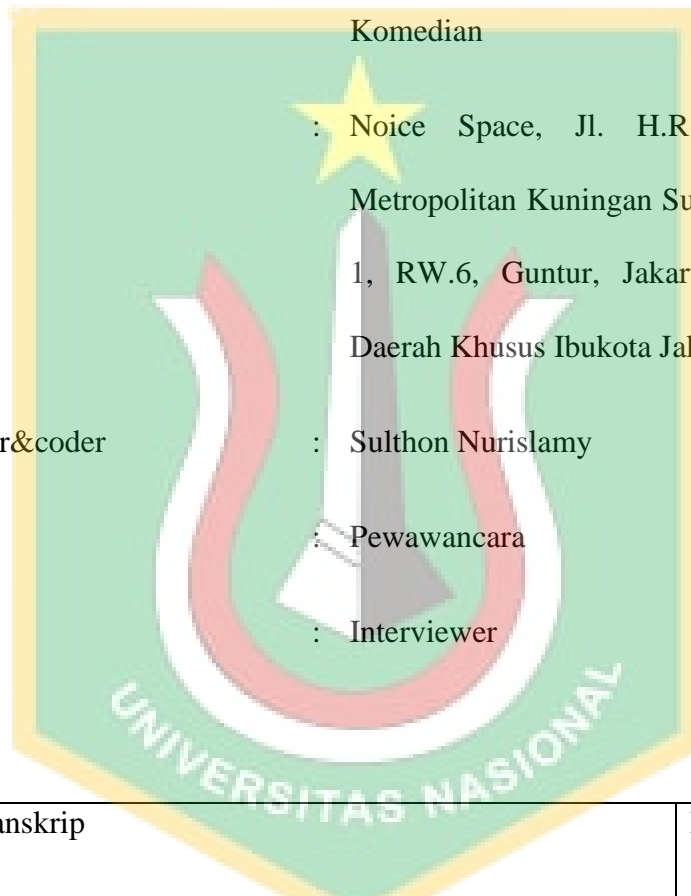 Komedian
: Noice Space, Jl. H.R
Metropolitan Kuningan Su
1, RW.6, Guntur, Jakar
Daerah Khusus Ibukota Jak
r&coder : Sulthon Nurislamy
: Pewawancara
: Interviewer
UNIVERSITAS NASIONAL
anskrip